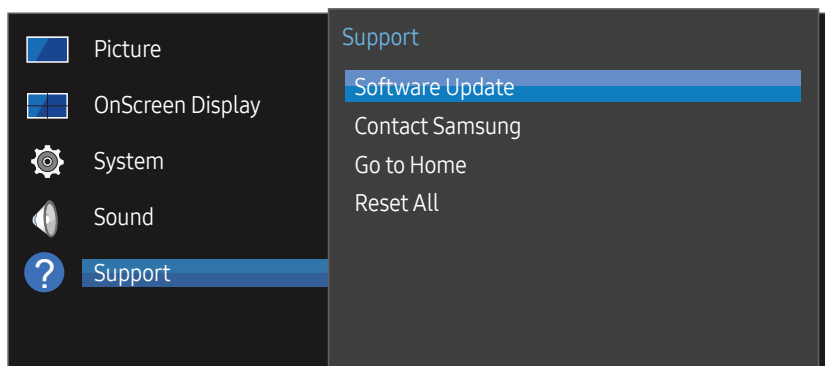 Picture
OnScreen Display
System
Sound
?
Support
Support
Software Update
Contact Samsung
Go to Home
Reset All